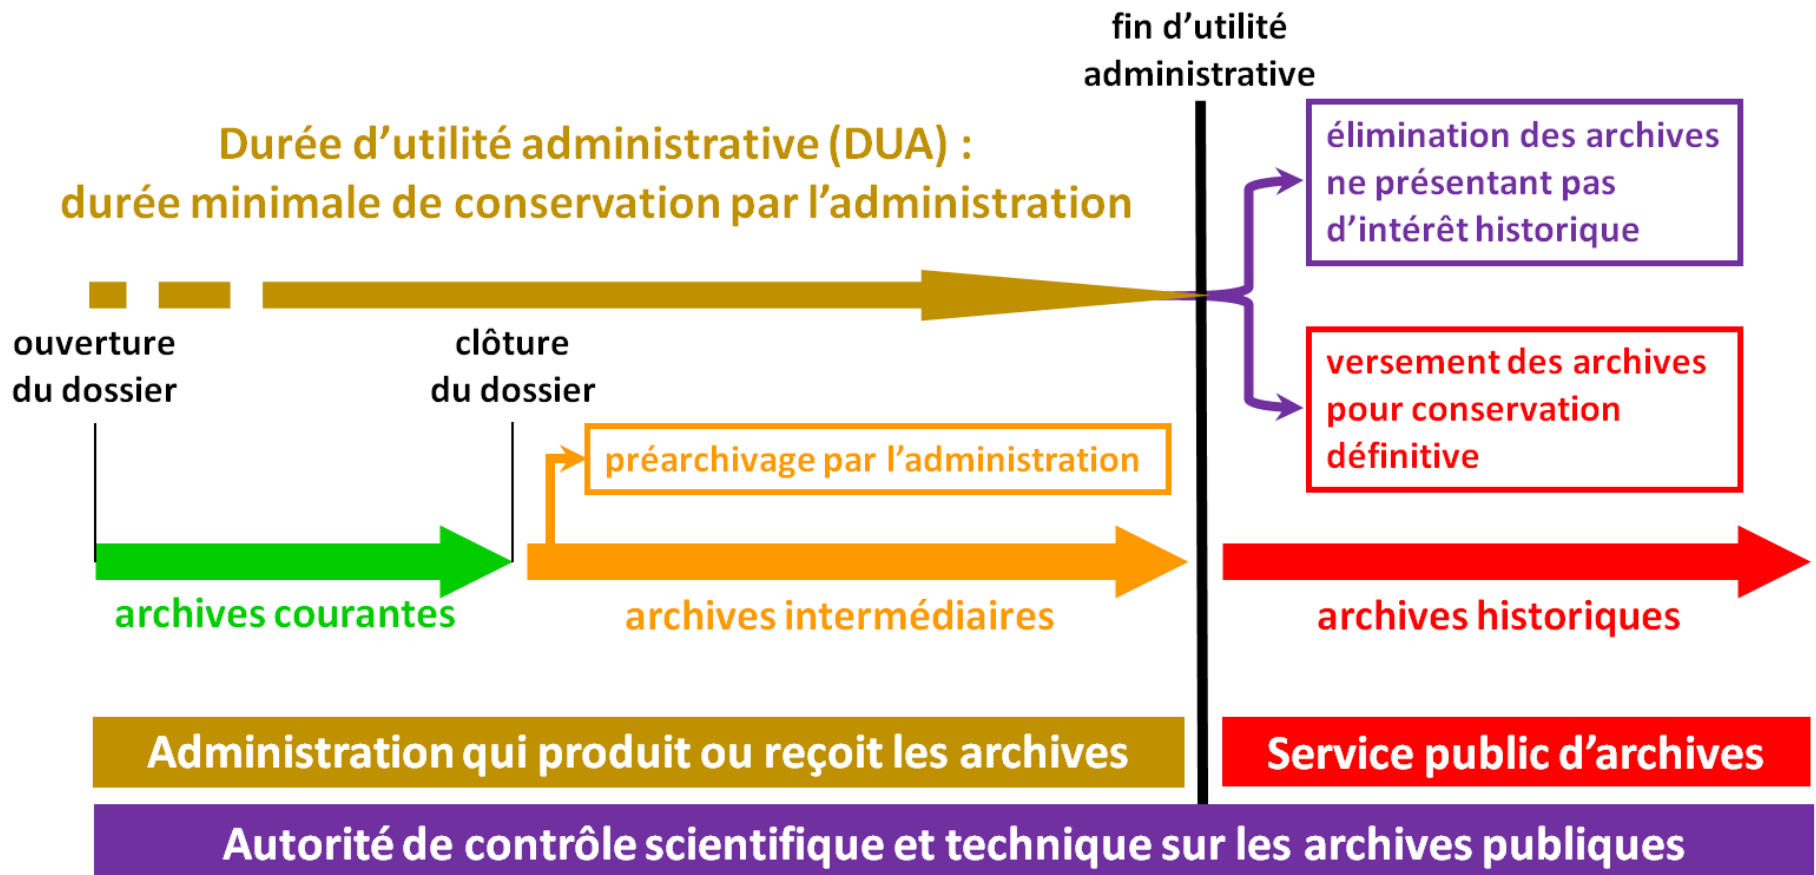 fin d’utilité
administrative
Durée d’utilité administrative (DUA) :
durée minimale de conservation par l’administration
élimination des archives
ne présentant pas
d’intérêt historique
ouverture
du dossier
clôture
du dossier
versement des archives
pour conservation
définitive
préarchivage par l’administration
archives courantes
archives intermédiaires
archives historiques
Administration qui produit ou reçoit les archives
Service public d’archives
Autorité de contrôle scientifique et technique sur les archives publiques